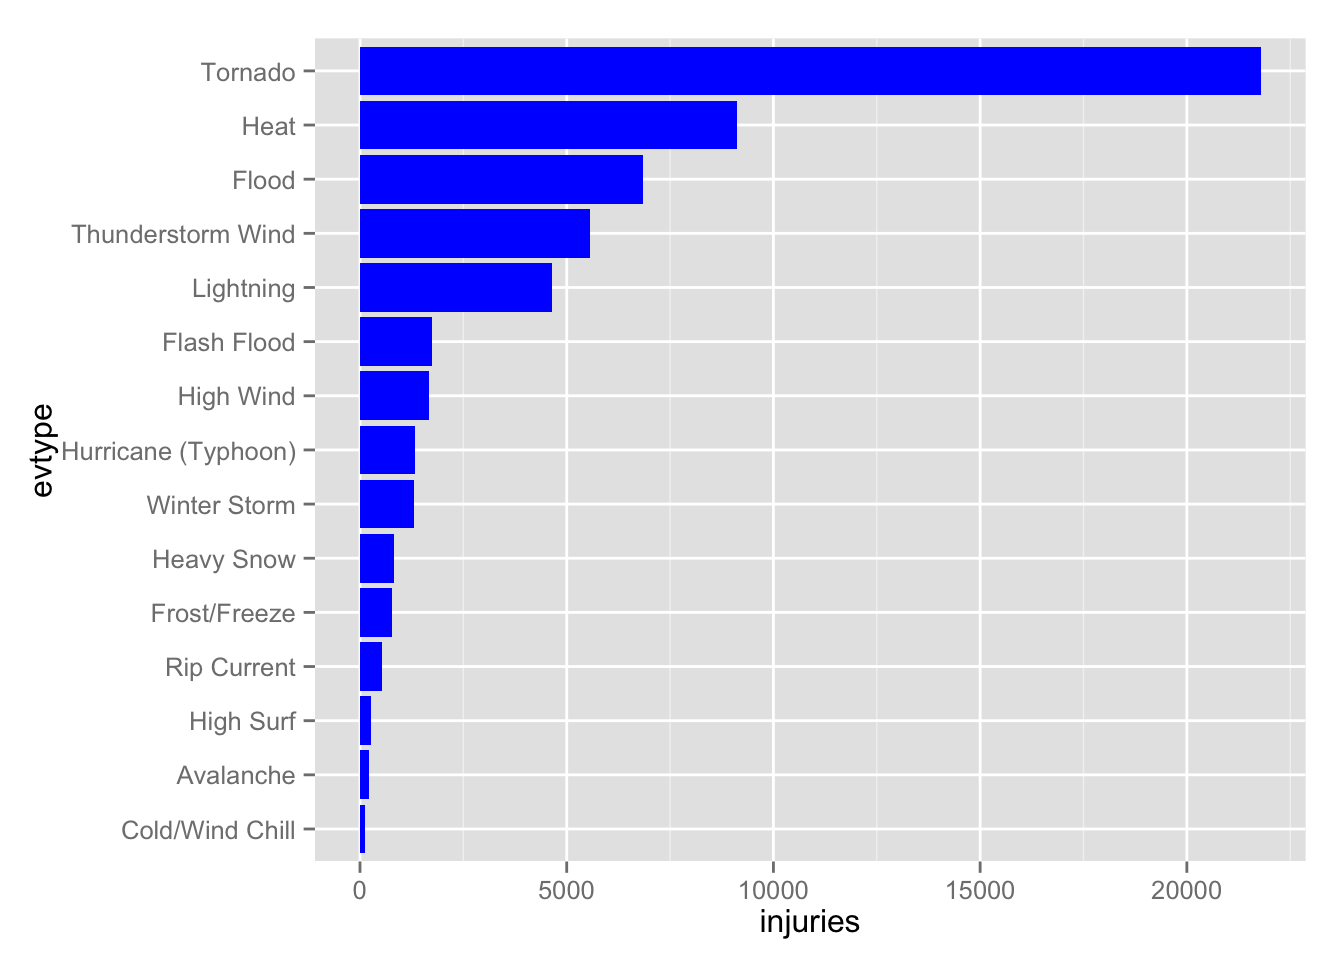 Tornado
Heat
Flood
Thunderstorm Wind
Lightning
Flash Flood
High Wind
Hurricane (Typhoon)
Winter Storm
Heavy Snow
Frost/Freeze
Rip Current
High Surf
Avalanche
Cold/Wind Chill
evtype
0 5000 10000 15000 20000
injuries